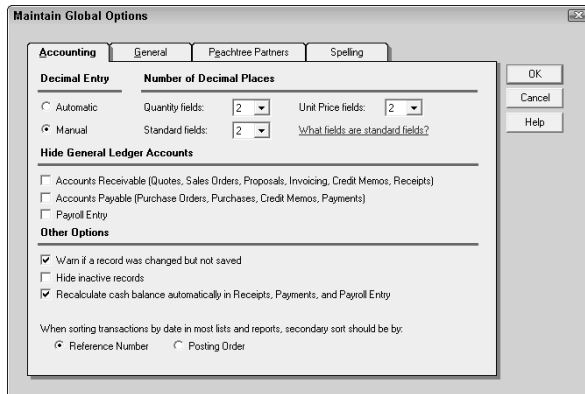 Maintain Global Options
Accounting General Peachtree Partners Spelling
OK
Cancel
Help
Decimal Entry Number of Decimal Places
Automatic Quantity fields: 2 Unit Price fields: 2
Manual Standard fields: 2 What fields are standard fields?
Hide General Ledger Accounts
Accounts Receivable (Quotes, Sales Orders, Proposals, Invoicing, Credit Memos, Receipts)
Accounts Payable (Purchase Orders, Purchases, Credit Memos, Payments)
Payroll Entry
Other Options
Warn if a record was changed but not saved
Hide inactive records
Recalculate cash balance automatically in Receipts, Payments, and Payroll Entry
When sorting transactions by date in most lists and reports, secondary sort should be by:
Reference Number Posting Order